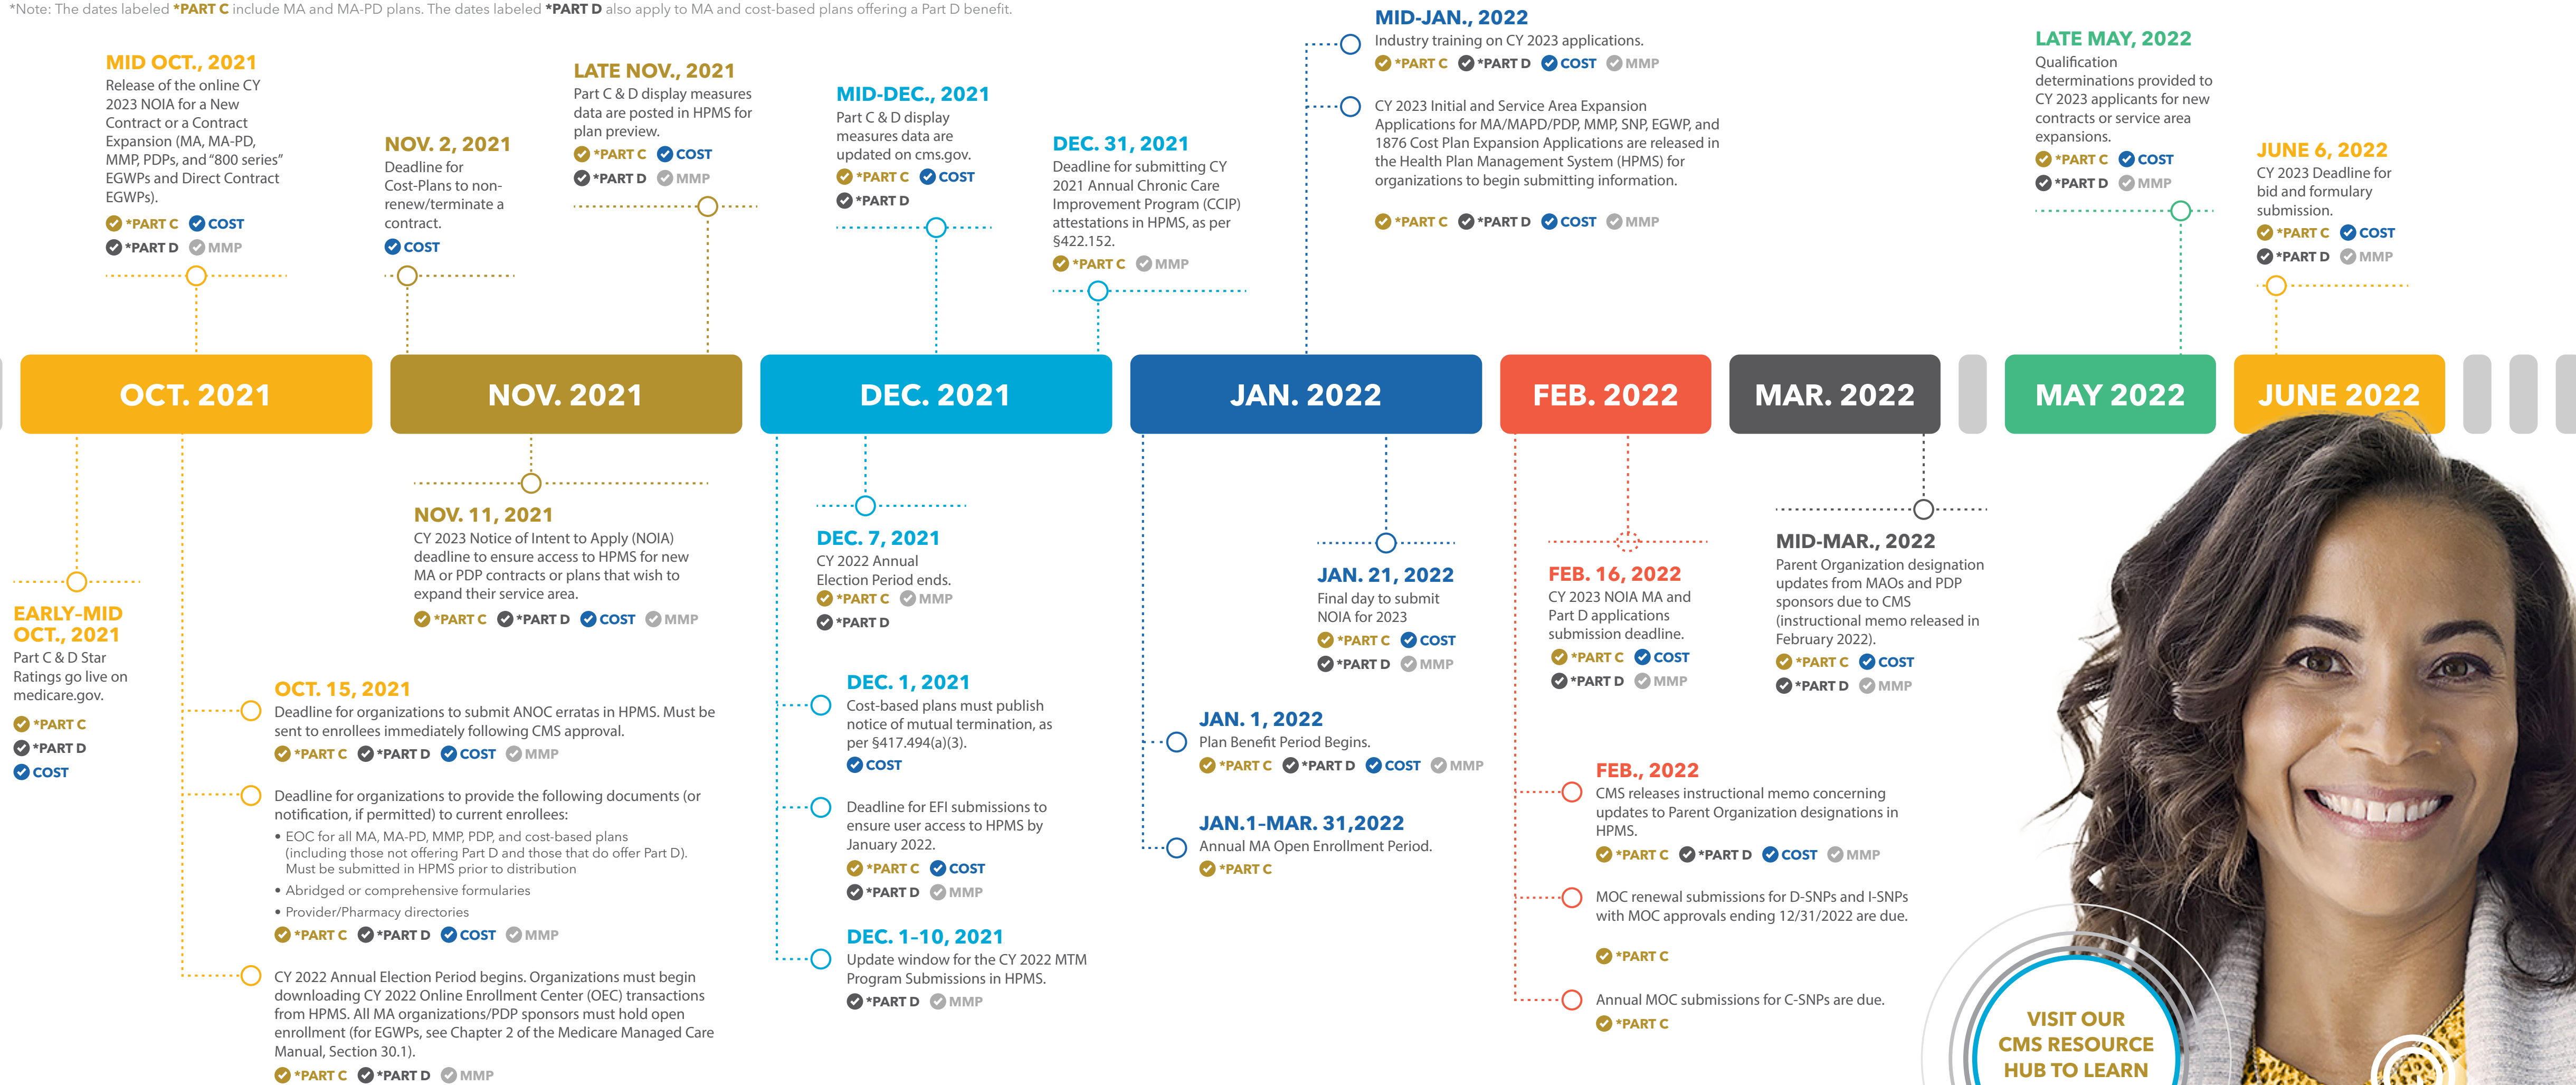 *Note: The dates labeled *PART C include MA and MA-PD plans. The dates labeled *PART D also apply to MA and cost-based plans offering a Part D benefit.
MID OCT., 2021
Release of the online CY
2023 NOIA for a New
Contract or a Contract
Expansion (MA, MA-PD,
MMP, PDPs, and “800 series”
EGWPs and Direct Contract
EGWPs).
*PART C COST
*PART D MMP
NOV. 2, 2021
Deadline for
Cost-Plans to non-
renew/terminate a
contract.
COST
LATE NOV., 2021
Part C & D display measures
data are posted in HPMS for
plan preview.
*PART C COST
*PART D MMP
MID-DEC., 2021
Part C & D display
measures data are
updated on cms.gov.
*PART C COST
*PART D
DEC. 31, 2021
Deadline for submitting CY
2021 Annual Chronic Care
Improvement Program (CCIP)
attestations in HPMS, as per
§422.152.
*PART C MMP
MID-JAN., 2022
Industry training on CY 2023 applications.
*PART C *PART D COST MMP
CY 2023 Initial and Service Area Expansion
Applications for MA/MAPD/PDP, MMP, SNP, EGWP, and
1876 Cost Plan Expansion Applications are released in
the Health Plan Management System (HPMS) for
organizations to begin submitting information.
*PART C *PART D COST MMP
LATE MAY, 2022
Qualification
determinations provided to
CY 2023 applicants for new
contracts or service area
expansions.
*PART C COST
*PART D MMP
JUNE 6, 2022
CY 2023 Deadline for
bid and formulary
submission.
*PART C COST
*PART D MMP
OCT. 2021
NOV. 2021
DEC. 2021
JAN. 2022
FEB. 2022
MAR. 2022
MAY 2022
JUNE 2022
EARLY–MID
OCT., 2021
Part C & D Star
Ratings go live on
medicare.gov.
*PART C
*PART D
COST
OCT. 15, 2021
Deadline for organizations to submit ANOC erratas in HPMS. Must be
sent to enrollees immediately following CMS approval.
*PART C *PART D COST MMP
Deadline for organizations to provide the following documents (or
notification, if permitted) to current enrollees:
• EOC for all MA, MA-PD, MMP, PDP, and cost-based plans
(including those not offering Part D and those that do offer Part D).
Must be submitted in HPMS prior to distribution
• Abridged or comprehensive formularies
• Provider/Pharmacy directories
*PART C *PART D COST MMP
CY 2022 Annual Election Period begins. Organizations must begin
downloading CY 2022 Online Enrollment Center (OEC) transactions
from HPMS. All MA organizations/PDP sponsors must hold open
enrollment (for EGWPs, see Chapter 2 of the Medicare Managed Care
Manual, Section 30.1).
*PART C *PART D MMP
NOV. 11, 2021
CY 2023 Notice of Intent to Apply (NOIA)
deadline to ensure access to HPMS for new
MA or PDP contracts or plans that wish to
expand their service area.
*PART C *PART D COST MMP
DEC. 7, 2021
CY 2022 Annual
Election Period ends.
*PART C MMP
*PART D
DEC. 1, 2021
Cost-based plans must publish
notice of mutual termination, as
per §417.494(a)(3).
COST
Deadline for EFI submissions to
ensure user access to HPMS by
January 2022.
*PART C COST
*PART D MMP
DEC. 1–10, 2021
Update window for the CY 2022 MTM
Program Submissions in HPMS.
*PART D MMP
JAN. 21, 2022
Final day to submit
NOIA for 2023
*PART C COST
*PART D MMP
JAN. 1, 2022
Plan Benefit Period Begins.
*PART C *PART D COST MMP
JAN.1–MAR. 31,2022
Annual MA Open Enrollment Period.
*PART C
FEB. 16, 2022
CY 2023 NOIA MA and
Part D applications
submission deadline.
*PART C COST
*PART D MMP
FEB., 2022
CMS releases instructional memo concerning
updates to Parent Organization designations in
HPMS.
*PART C *PART D COST MMP
MOC renewal submissions for D-SNPs and I-SNPs
with MOC approvals ending 12/31/2022 are due.
*PART C
Annual MOC submissions for C-SNPs are due.
*PART C
MID-MAR., 2022
Parent Organization designation
updates from MAOs and PDP
sponsors due to CMS
(instructional memo released in
February 2022).
*PART C COST
*PART D MMP
VISIT OUR
CMS RESOURCE
HUB TO LEARN